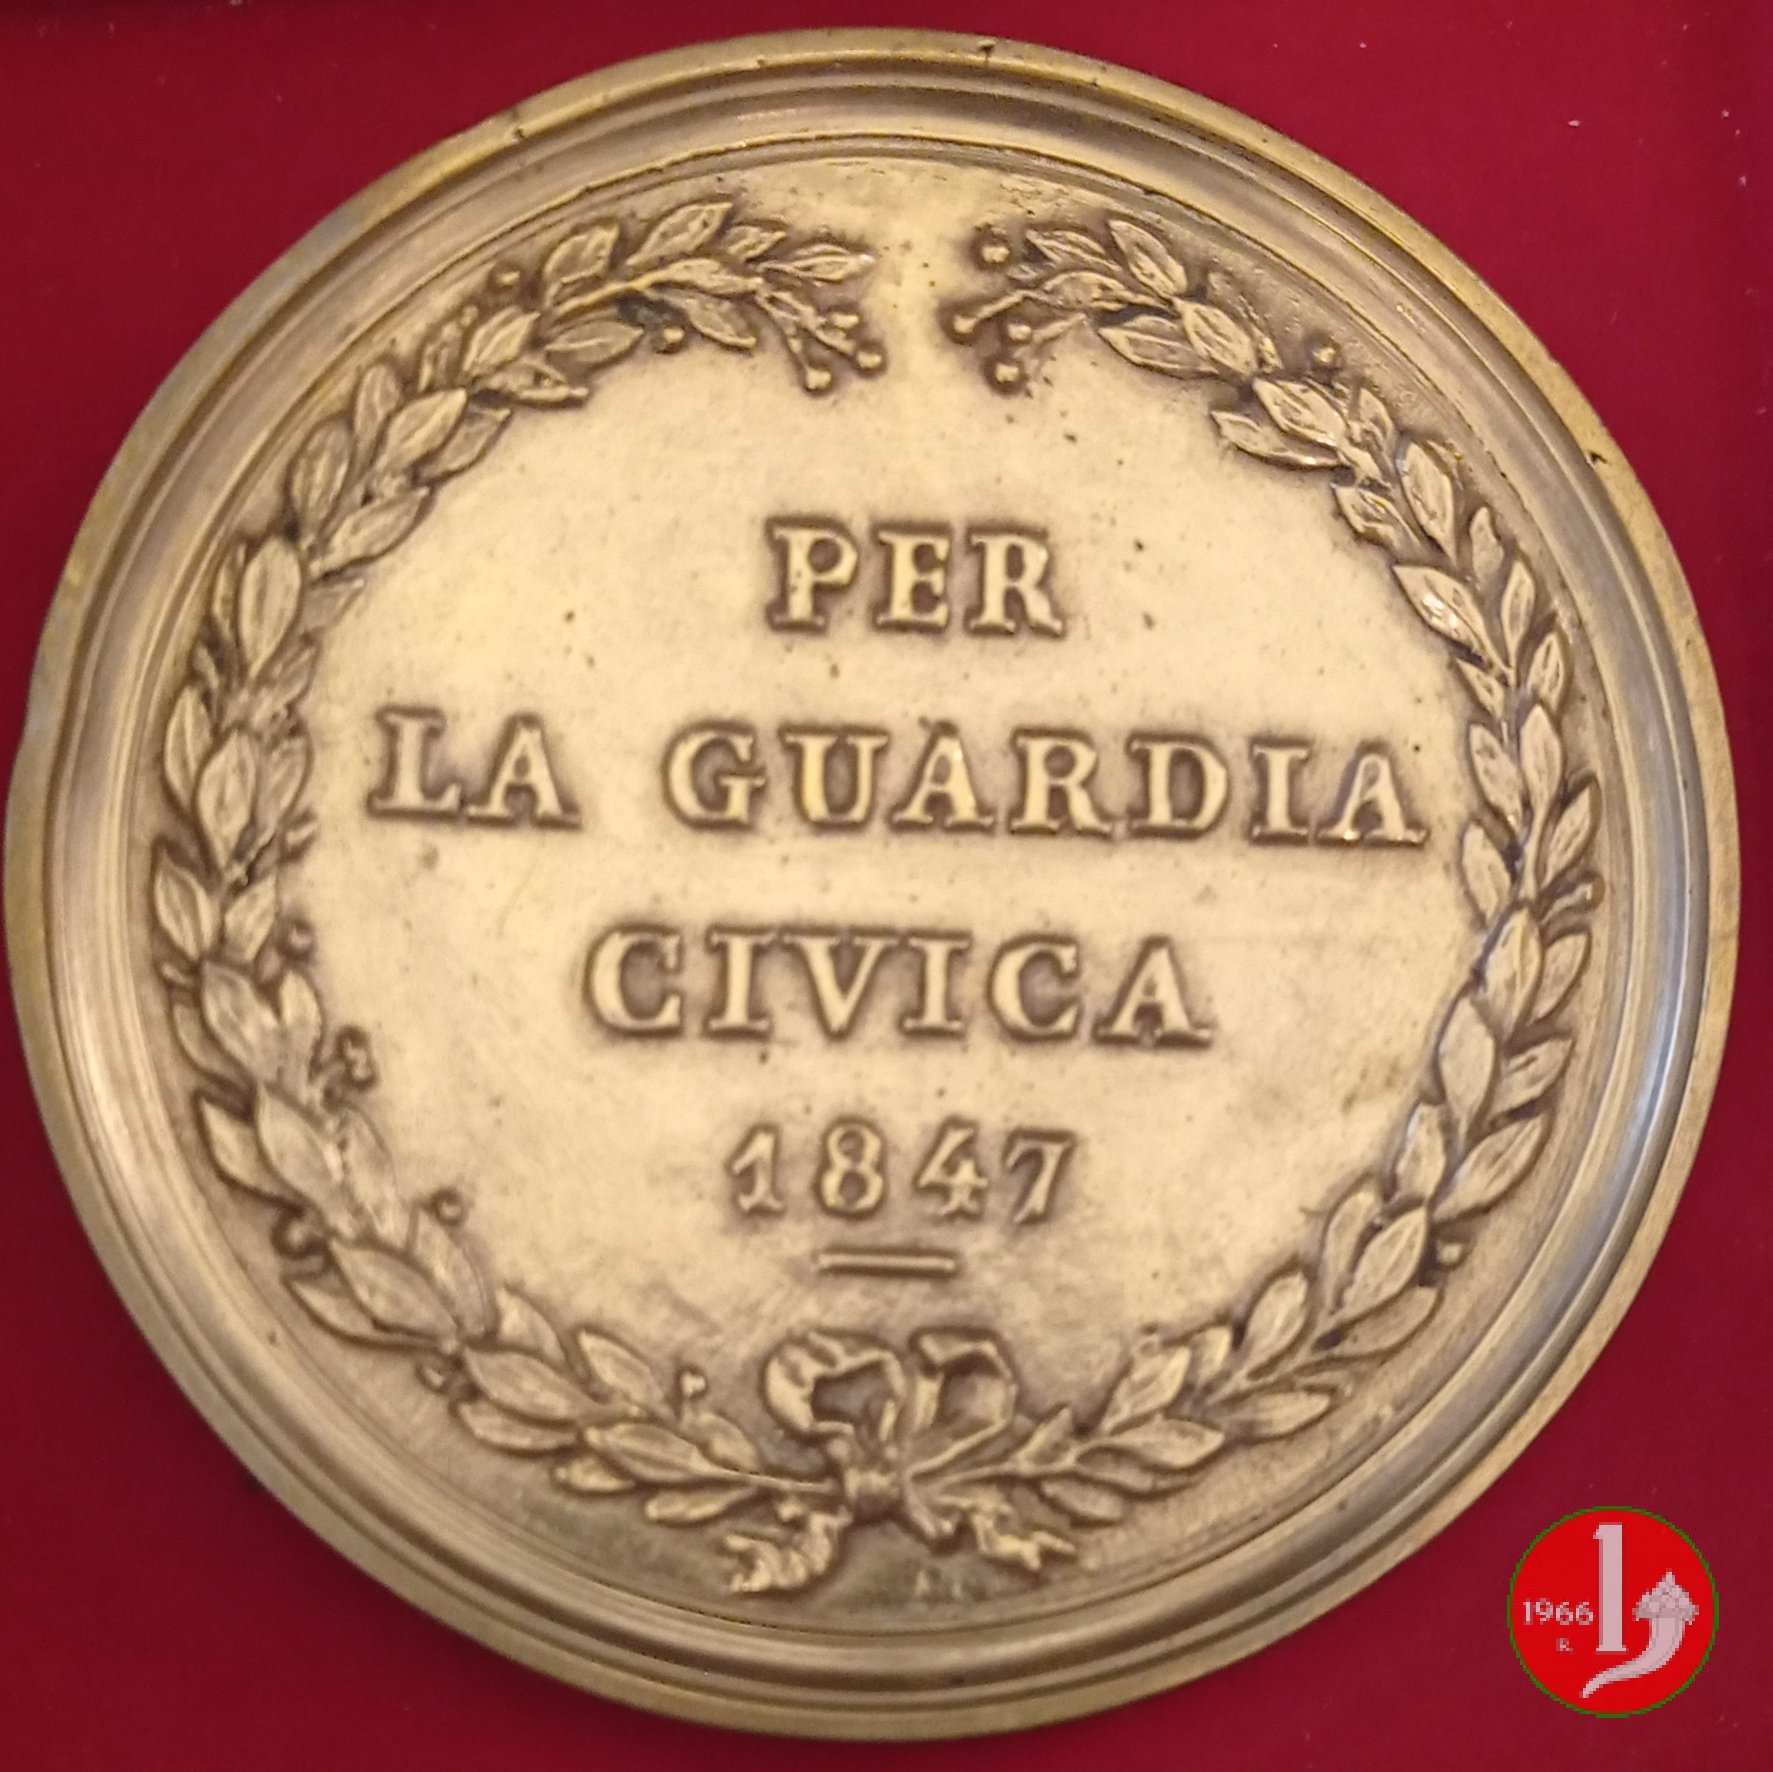 PER
LA GUARDIA
CIVICA
1847
1966
R.